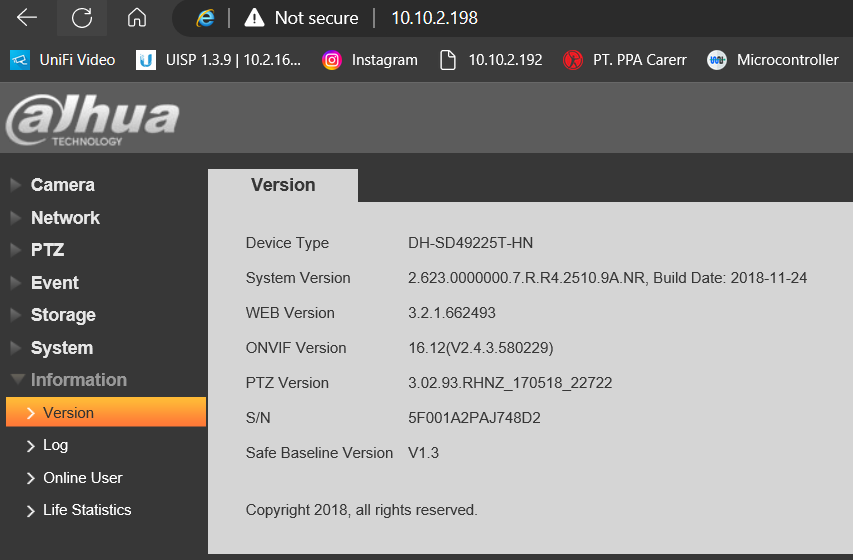 Not secure 10.10.2.198
UniFi Video UISP 1.3.9 | 10.2.16... Instagram 10.10.2.192 PT. PPA Carerr Microcontroller
alhua
TECHNOLOGY
Camera
Network
PTZ
Event
Storage
System
Information
Version
Log
Online User
Life Statistics
Version
Device Type DH-SD49225T-HN
System Version 2.623.0000000.7.R.R4.2510.9A.NR, Build Date: 2018-11-24
WEB Version 3.2.1.662493
ONVIF Version 16.12(V2.4.3.580229)
PTZ Version 3.02.93.RHNZ_170518_22722
S/N 5F001A2PAJ748D2
Safe Baseline Version V1.3
Copyright 2018, all rights reserved.